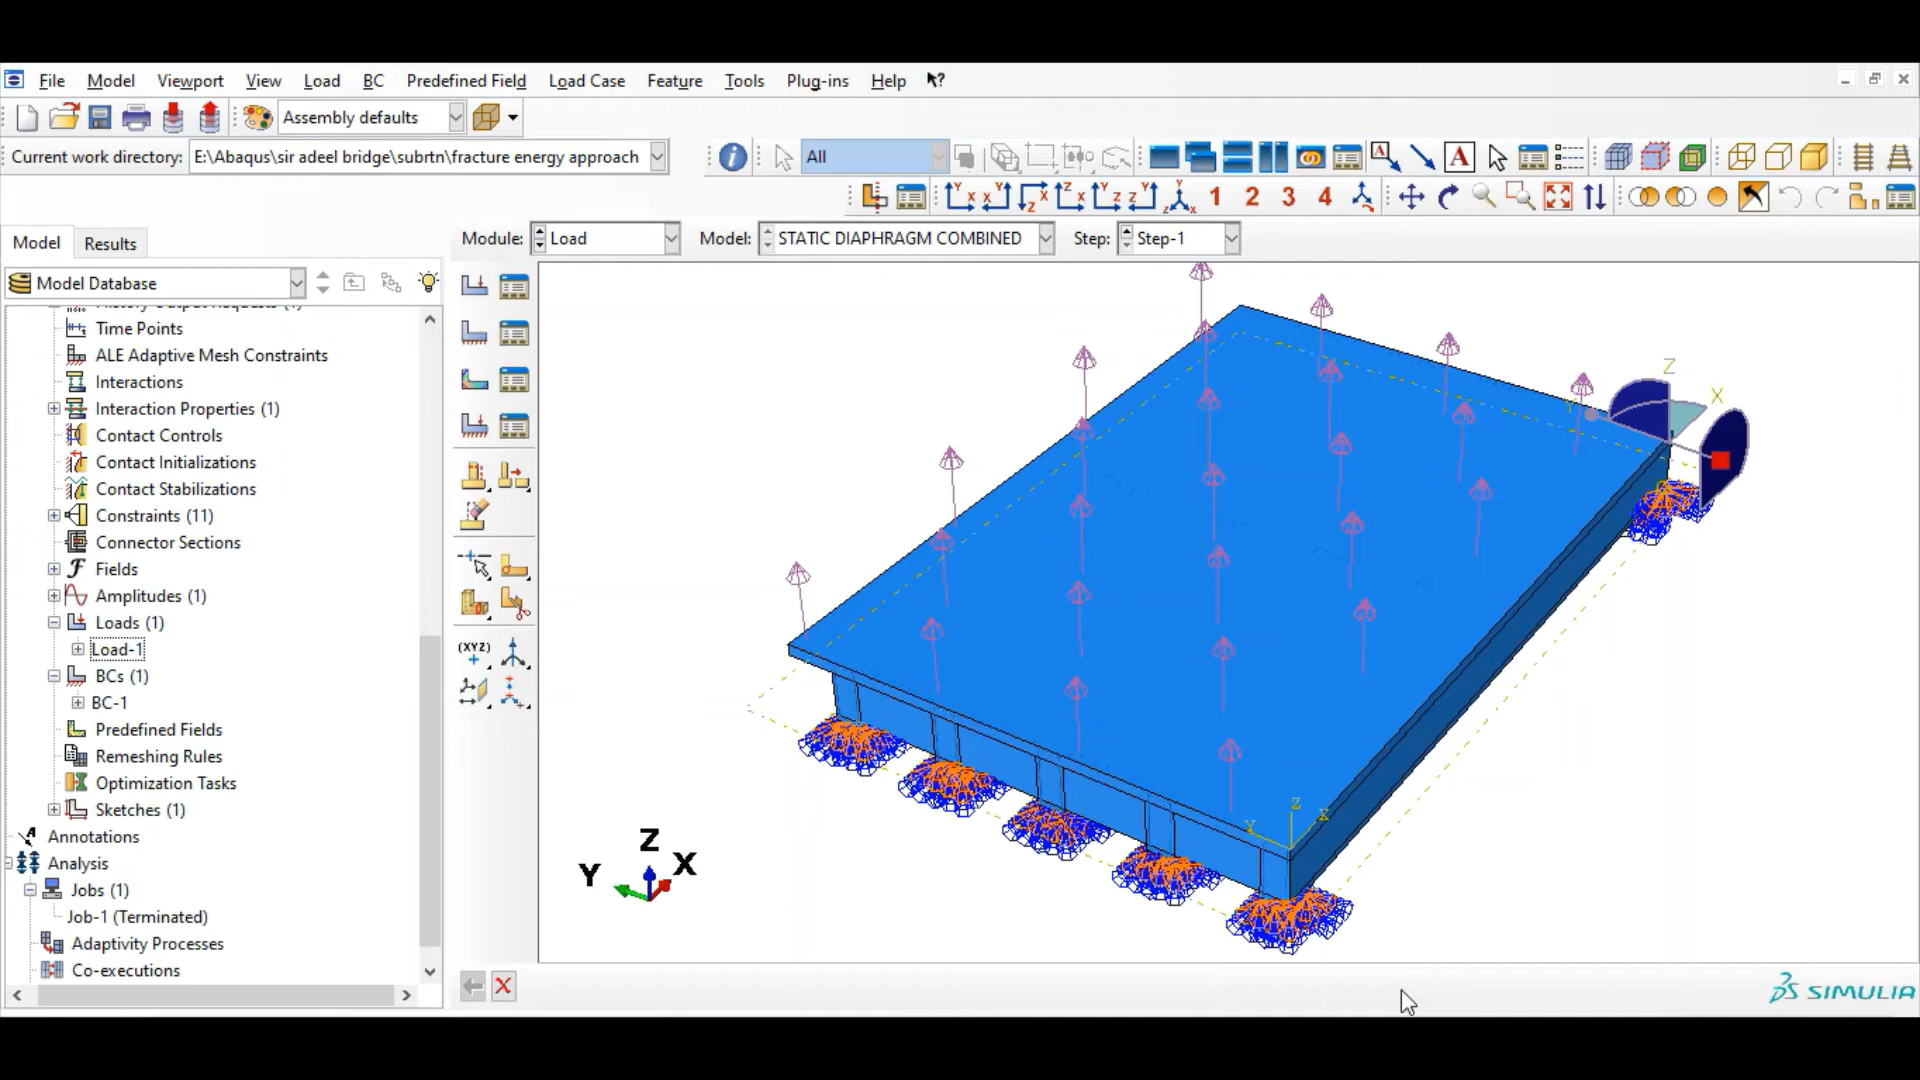 File Model Viewport View Load BC Predefined Field Load Case Feature Tools Plug-ins Help
Assembly defaults
Current work directory: E:\Abaqus\sir adeel bridge\subrtn\fracture energy approach
All
1 2 3 4
Model Results
Module: Load Model: STATIC DIAPHRAGM COMBINED Step: Step-1
Model Database
Time Points
ALE Adaptive Mesh Constraints
Interactions
Interaction Properties (1)
Contact Controls
Contact Initializations
Contact Stabilizations
Constraints (11)
Connector Sections
Fields
Amplitudes (1)
Loads (1)
Load-1
BCs (1)
BC-1
Predefined Fields
Remeshing Rules
Optimization Tasks
Sketches (1)
Annotations
Analysis
Jobs (1)
Job-1 (Terminated)
Adaptivity Processes
Co-executions
(XYZ)
Z
X
Z
Y X
Z
Y X
SIMULIA